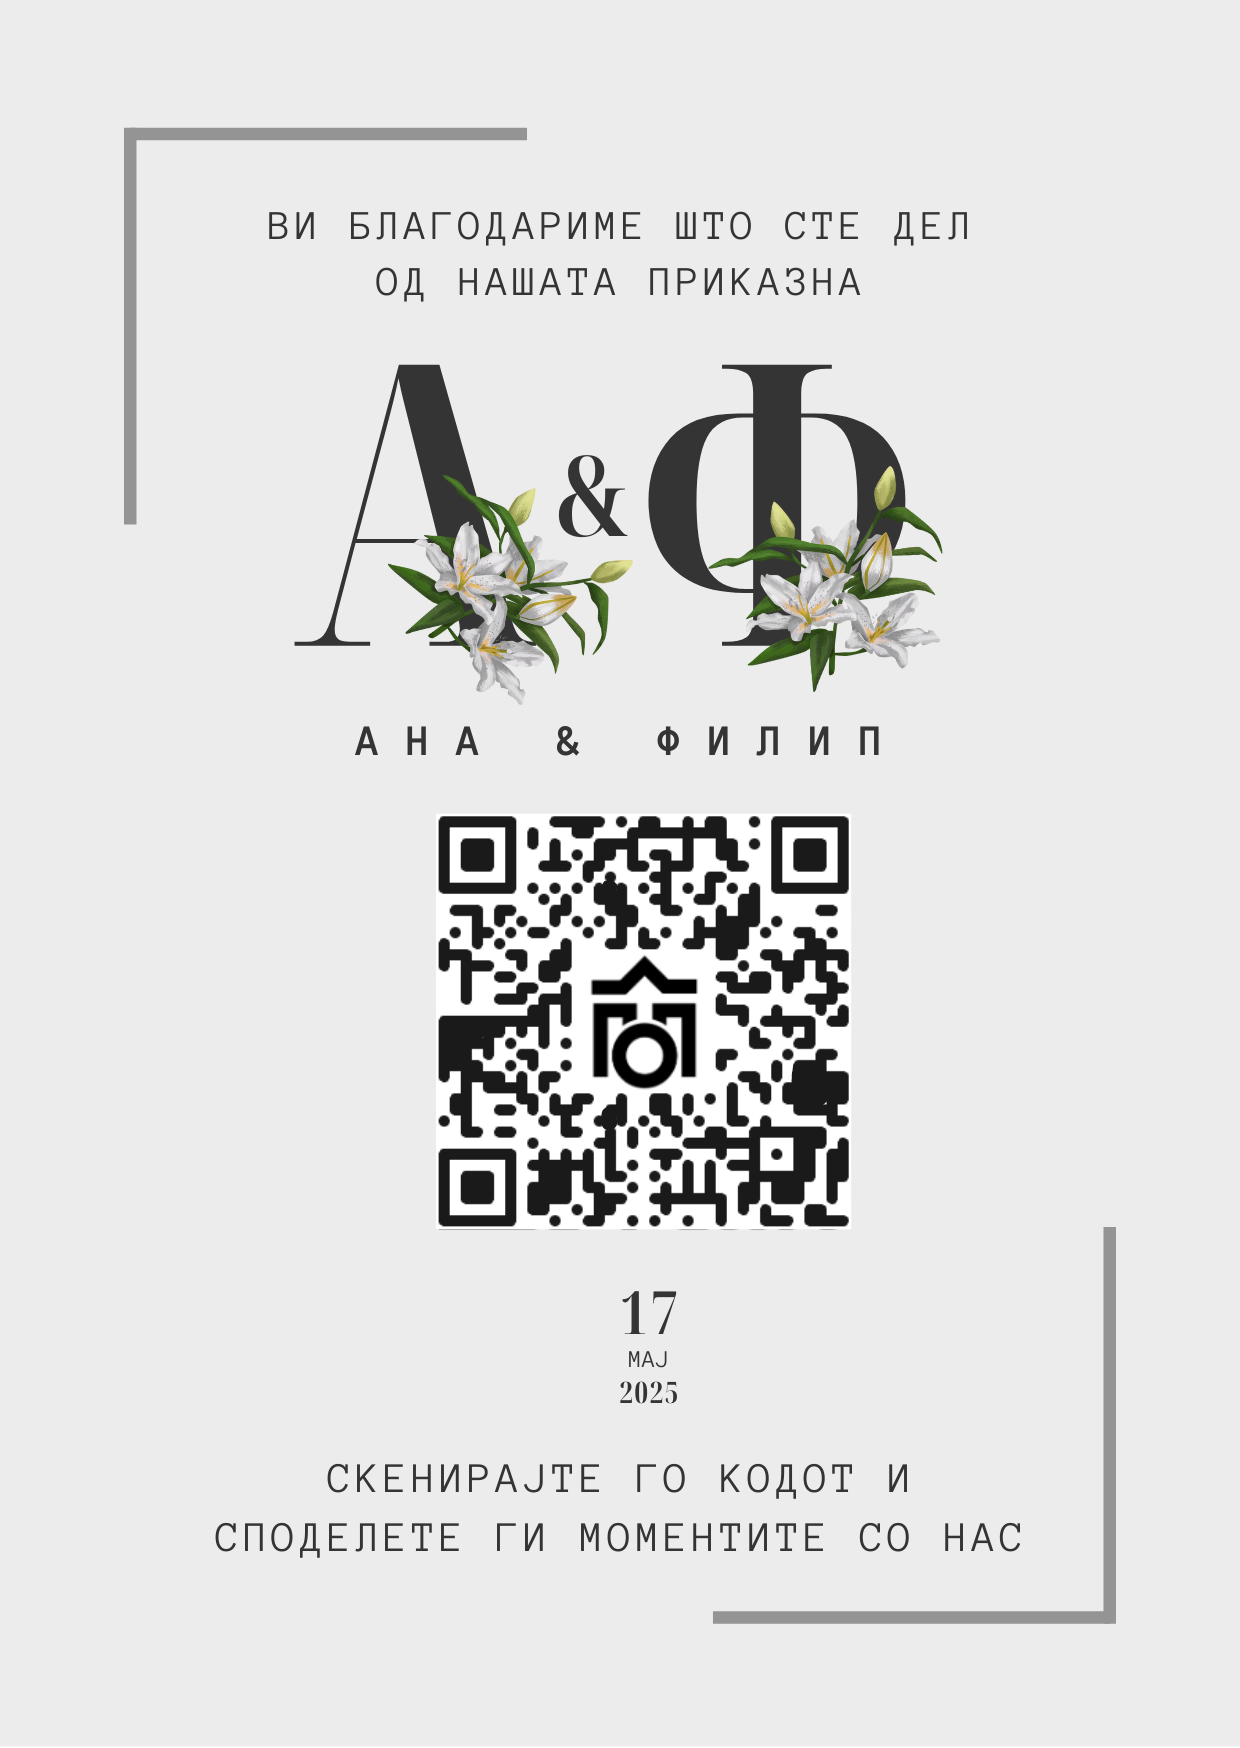 ВИ БЛАГОДАРИМЕ ШТО СТЕ ДЕЛ
ОД НАШАТА ПРИКАЗНА
А & Ф
АНА & ФИЛИП
17
МАЈ
2025
СКЕНИРАЈТЕ ГО КОДОТ И
СПОДЕЛЕТЕ ГИ МОМЕНТИТЕ СО НАС